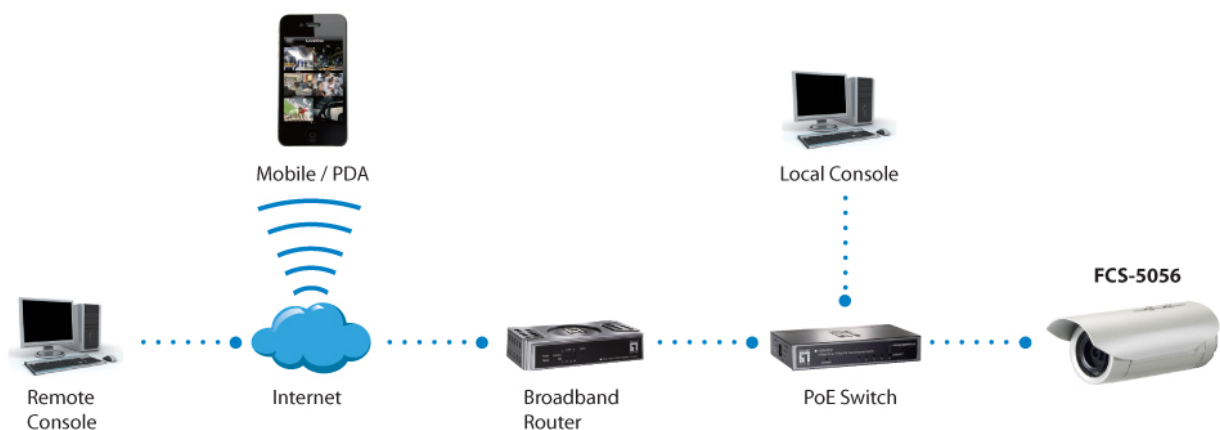 Mobile / PDA
Local Console
FCS-5056
Remote
Console
Internet
Broadband
Router
PoE Switch